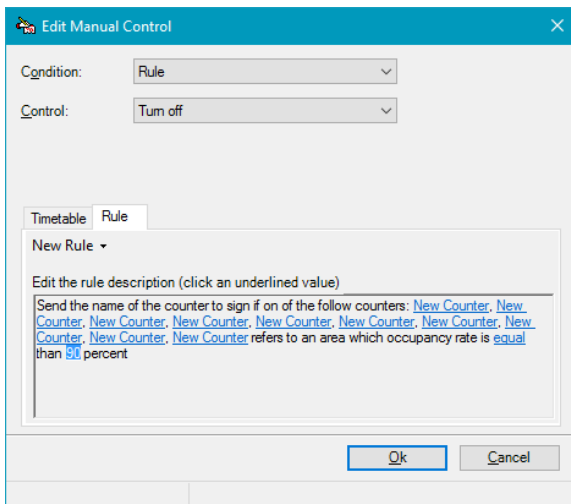 Edit Manual Control
Condition: Rule
Control: Turn off
Timetable Rule
New Rule
Edit the rule description (click an underlined value)
Send the name of the counter to sign if on of the follow counters: New Counter, New
Counter, New Counter, New Counter, New Counter, New Counter, New Counter, New
Counter, New Counter, New Counter refers to an area which occupancy rate is equal
than 90 percent
Ok Cancel